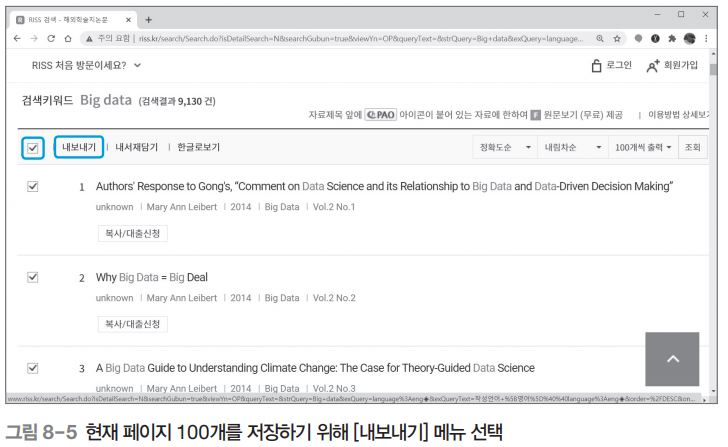 RISS 검색 - 해외학술지논문
주의 요함 | riss.kr/search/Search.do?isDetailSearch=N&searchGubun=true&viewYn=OP&queryText=&strQuery=Big+data&exQuery=language...
RISS 처음 방문이세요? 로그인 회원가입
검색키워드 Big data (검색결과 9,130 건)
자료제목 앞에 PAO 아이콘이 붙어 있는 자료에 한하여 F 원문보기 (무료) 제공 | 이용방법 상세보기
내보내기 | 내서재담기 | 한글로보기 정확도순 내림차순 100개씩 출력 조회
1 Authors' Response to Gong's, "Comment on Data Science and its Relationship to Big Data and Data-Driven Decision Making"
unknown | Mary Ann Leibert | 2014 | Big Data | Vol.2 No.1
복사/대출신청
2 Why Big Data = Big Deal
unknown | Mary Ann Leibert | 2014 | Big Data | Vol.2 No.2
복사/대출신청
3 A Big Data Guide to Understanding Climate Change: The Case for Theory-Guided Data Science
unknown | Mary Ann Leibert | 2014 | Big Data | Vol.2 No.3
www.riss.kr/search/Search.do?isDetailSearch=N&searchGubun=true&viewYn=OP&queryText=&strQuery=Big+data&exQuery=language%3Aeng◈&exQueryText=작성언어+%5B영어%5D%40%40language%3Aeng◈&order=%2FDESC&on...
그림 8-5 현재 페이지 100개를 저장하기 위해 [내보내기] 메뉴 선택